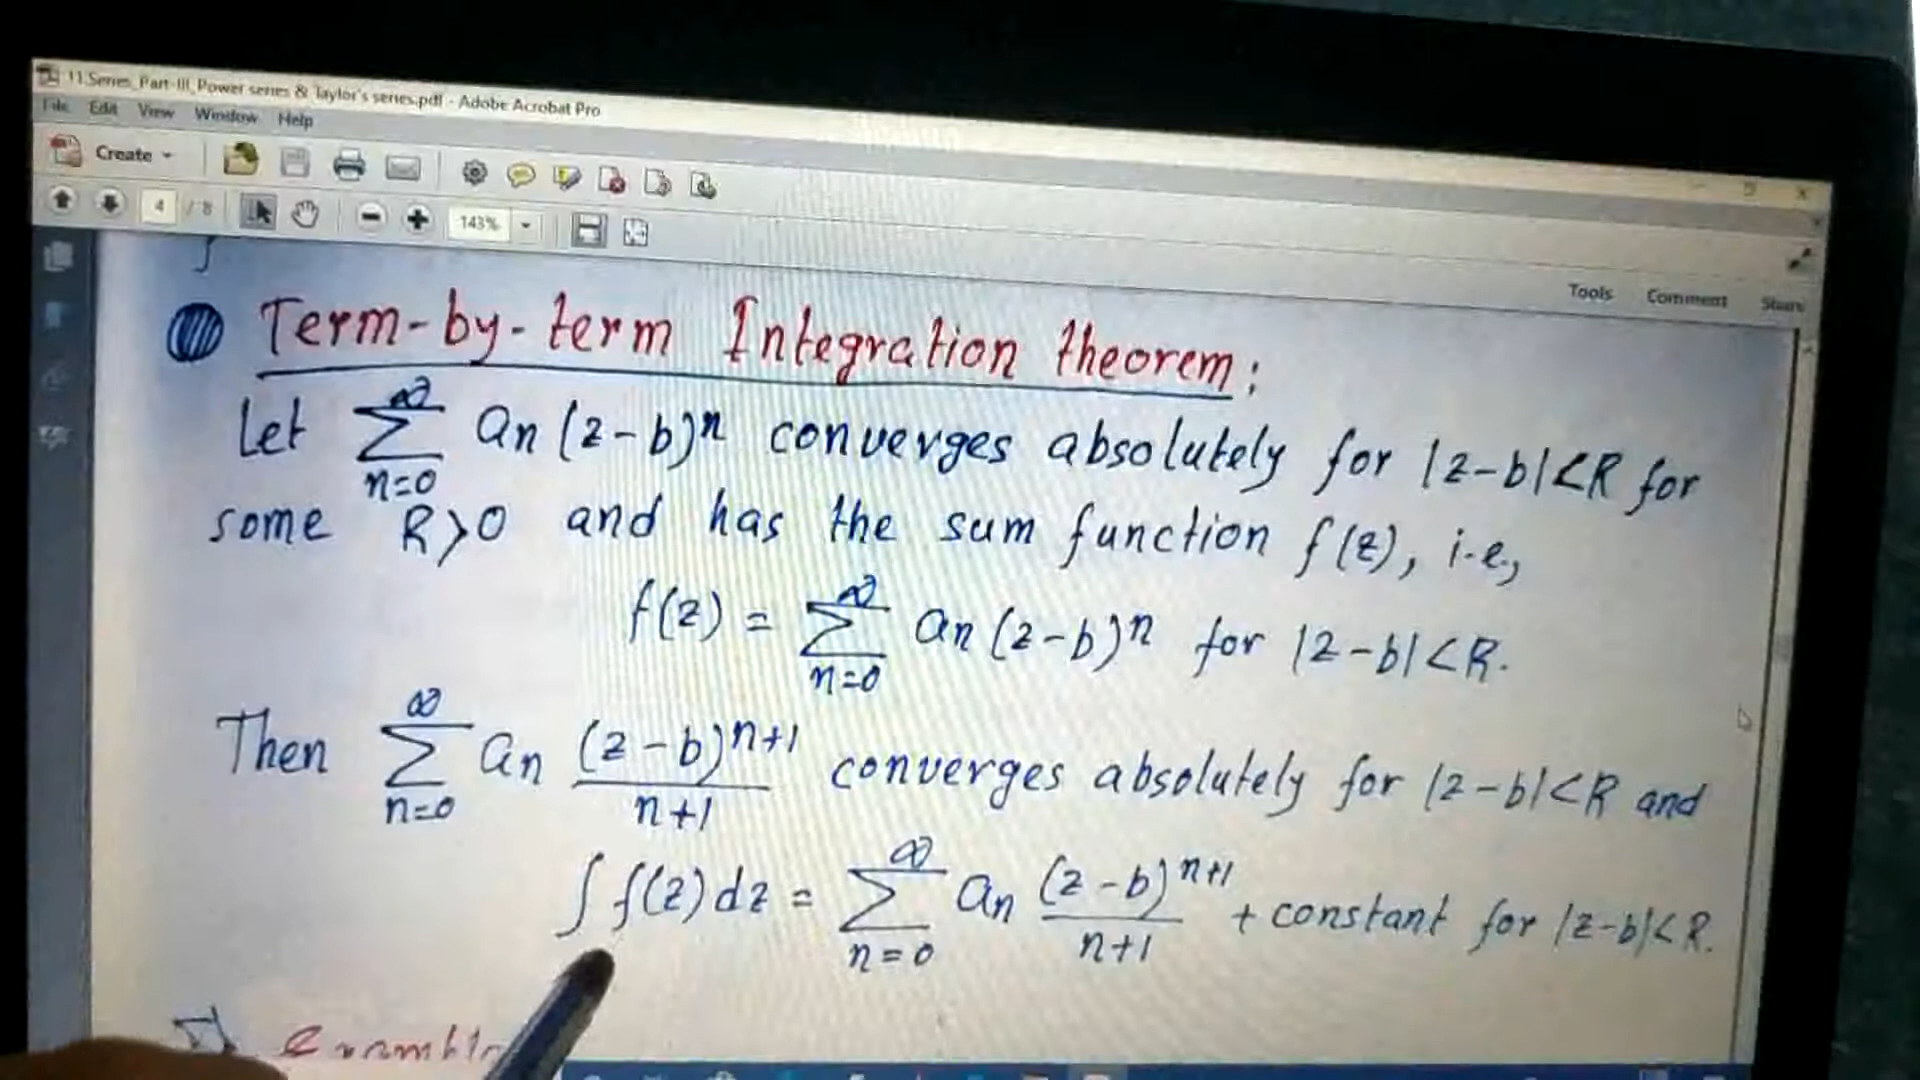 11.Series_Part-III_Power series & Taylor's series.pdf - Adobe Acrobat Pro
File Edit View Window Help
Create
4 / 8 143%
Tools Comment Share
Term-by-term Integration theorem:
Let ∑_{n=0}^{∞} an (z-b)^n converges absolutely for |z-b|<R for
some R>0 and has the sum function f(z), i.e.,
f(z) = ∑_{n=0}^{∞} an (z-b)^n for |z-b|<R.
Then ∑_{n=0}^{∞} an (z-b)^{n+1}/(n+1) converges absolutely for |z-b|<R and
∫ f(z) dz = ∑_{n=0}^{∞} an (z-b)^{n+1}/(n+1) + constant for |z-b|<R.